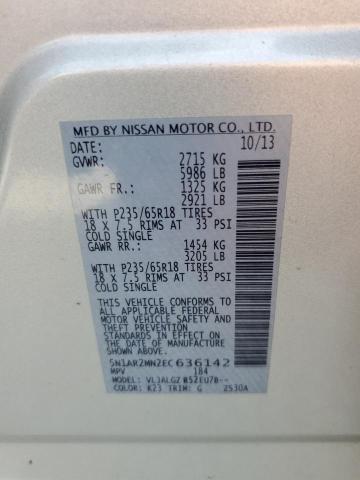 MFD BY NISSAN MOTOR CO., LTD.
DATE: 10/13
GVWR: 2715 KG
5986 LB
GAWR FR.: 1325 KG
2921 LB
WITH P235/65R18 TIRES
18 X 7.5 RIMS AT 33 PSI
COLD SINGLE
GAWR RR.: 1454 KG
3205 LB
WITH P235/65R18 TIRES
18 X 7.5 RIMS AT 33 PSI
COLD SINGLE
THIS VEHICLE CONFORMS TO
ALL APPLICABLE FEDERAL MOTOR
VEHICLE SAFETY, BUMPER, AND
THEFT PREVENTION
STANDARDS IN EFFECT ON THE
DATE OF MANUFACTURE
SHOWN ABOVE.
5N1AR2MN2EC636142
MPV 184
MODEL: VLJALGZ R52EU7B--
COLOR: K23 TRIM: G 2530A